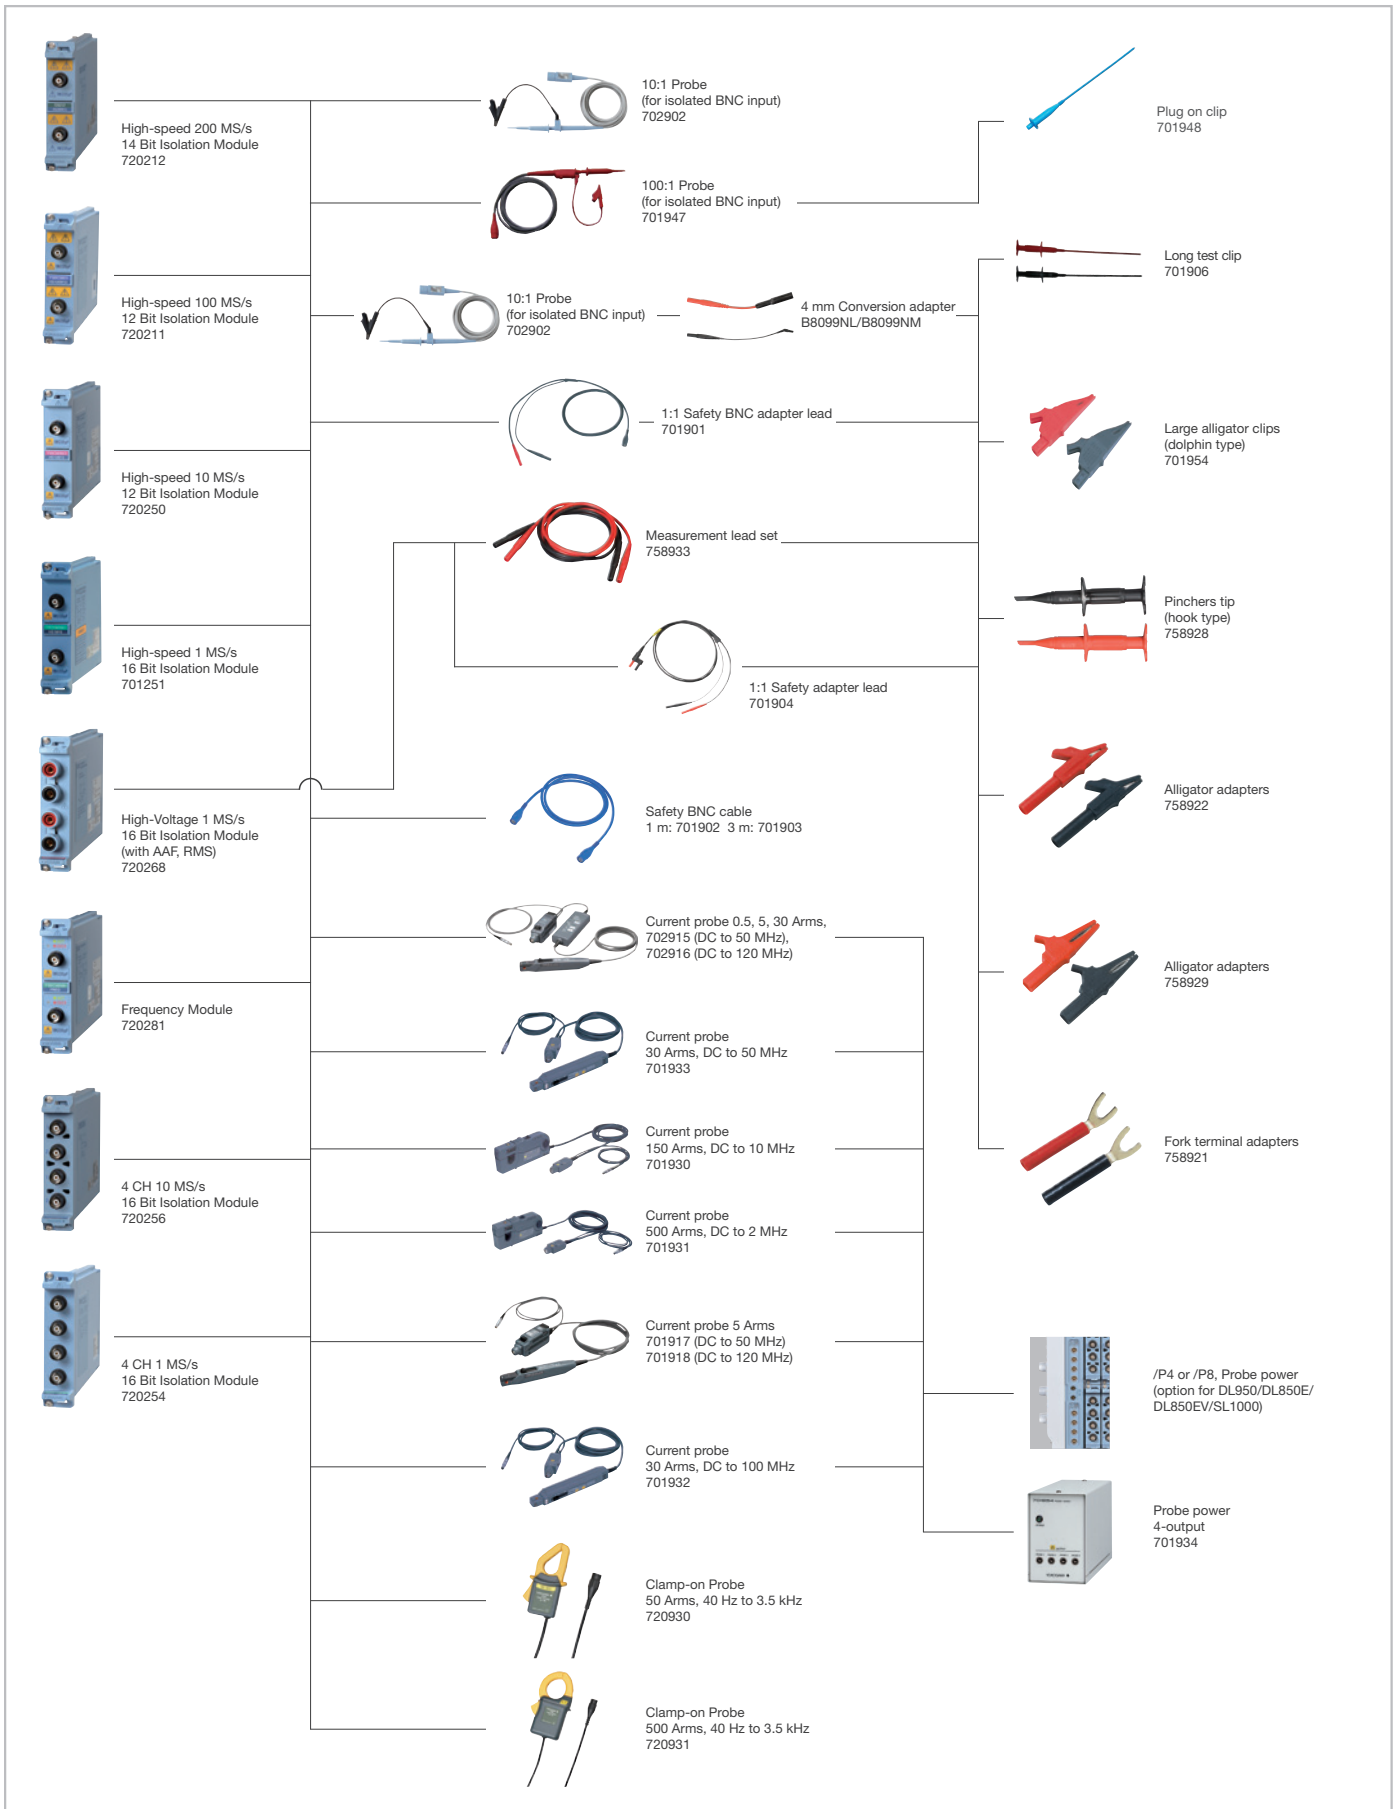 High-speed 200 MS/s
14 Bit Isolation Module
720212
High-speed 100 MS/s
12 Bit Isolation Module
720211
High-speed 10 MS/s
12 Bit Isolation Module
720250
High-speed 1 MS/s
16 Bit Isolation Module
701251
High-Voltage 1 MS/s
16 Bit Isolation Module
(with AAF, RMS)
720268
Frequency Module
720281
4 CH 10 MS/s
16 Bit Isolation Module
720256
4 CH 1 MS/s
16 Bit Isolation Module
720254
10:1 Probe
(for isolated BNC input)
702902
100:1 Probe
(for isolated BNC input)
701947
10:1 Probe
(for isolated BNC input)
702902
4 mm Conversion adapter
B8099NL/B8099NM
1:1 Safety BNC adapter lead
701901
Measurement lead set
758933
1:1 Safety adapter lead
701904
Safety BNC cable
1 m: 701902 3 m: 701903
Current probe 0.5, 5, 30 Arms,
702915 (DC to 50 MHz),
702916 (DC to 120 MHz)
Current probe
30 Arms, DC to 50 MHz
701933
Current probe
150 Arms, DC to 10 MHz
701930
Current probe
500 Arms, DC to 2 MHz
701931
Current probe 5 Arms
701917 (DC to 50 MHz)
701918 (DC to 120 MHz)
Current probe
30 Arms, DC to 100 MHz
701932
Clamp-on Probe
50 Arms, 40 Hz to 3.5 kHz
720930
Clamp-on Probe
500 Arms, 40 Hz to 3.5 kHz
720931
Plug on clip
701948
Long test clip
701906
Large alligator clips
(dolphin type)
701954
Pinchers tip
(hook type)
758928
Alligator adapters
758922
Alligator adapters
758929
Fork terminal adapters
758921
/P4 or /P8, Probe power
(option for DL950/DL850E/
DL850EV/SL1000)
Probe power
4-output
701934